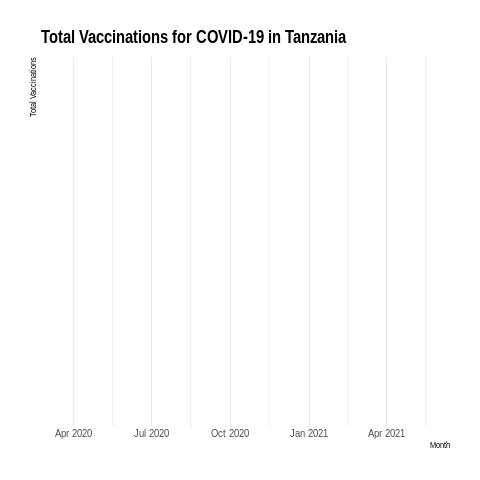 Total Vaccinations for COVID-19 in Tanzania
Total Vaccinations
Apr 2020 Jul 2020 Oct 2020 Jan 2021 Apr 2021
Month